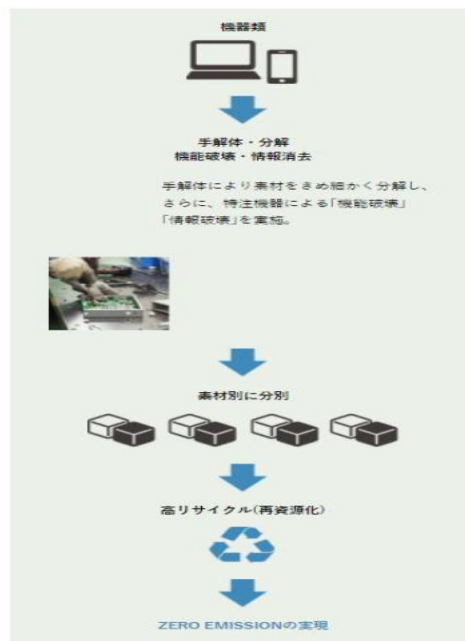 機器類
手解体・分解
機能破壊・情報消去
手解体により素材をきめ細かく分解し、
さらに、特注機器による「機能破壊」
「情報破壊」を実施。
素材別に分別
高リサイクル(再資源化)
ZERO EMISSIONの実現